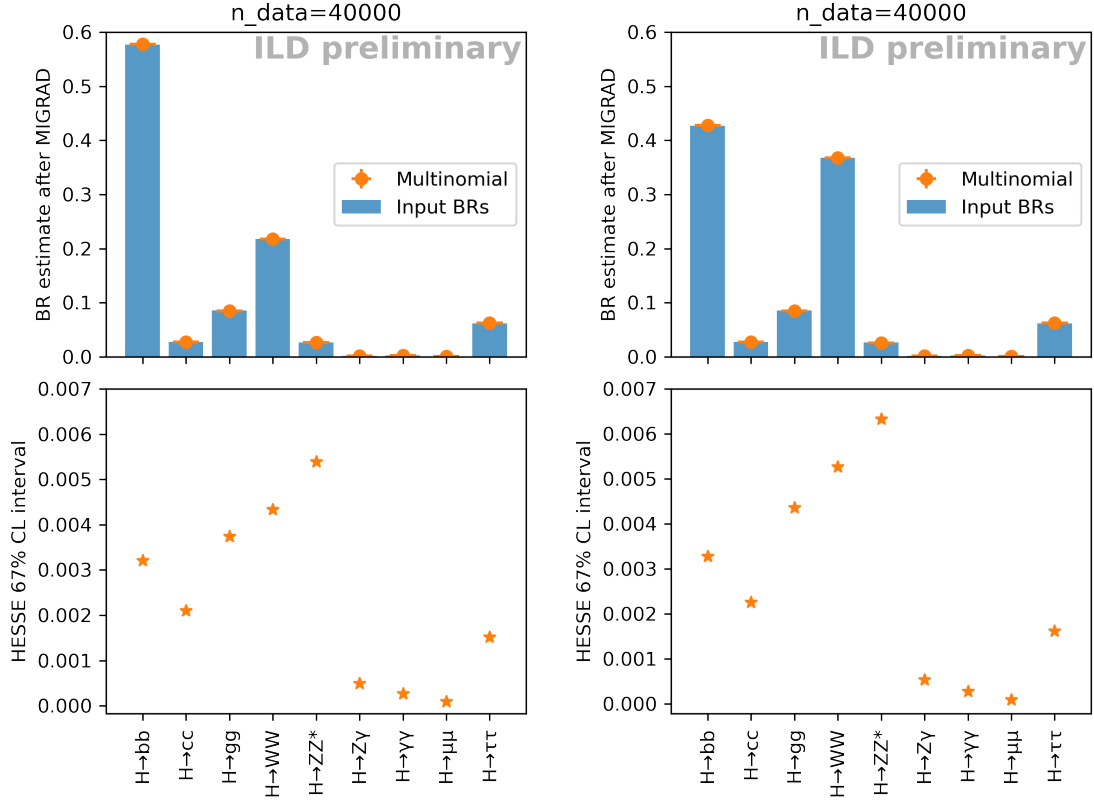 n_data=40000
ILD preliminary
BR estimate after MIGRAD
0.6
0.5
0.4
0.3
0.2
0.1
0.0
Multinomial
Input BRs
n_data=40000
ILD preliminary
BR estimate after MIGRAD
0.6
0.5
0.4
0.3
0.2
0.1
0.0
Multinomial
Input BRs
HESSE 67% CL interval
0.007
0.006
0.005
0.004
0.003
0.002
0.001
0.000
H→bb
H→cc
H→gg
H→WW
H→ZZ*
H→Zγ
H→γγ
H→μμ
H→ττ
HESSE 67% CL interval
0.007
0.006
0.005
0.004
0.003
0.002
0.001
0.000
H→bb
H→cc
H→gg
H→WW
H→ZZ*
H→Zγ
H→γγ
H→μμ
H→ττ